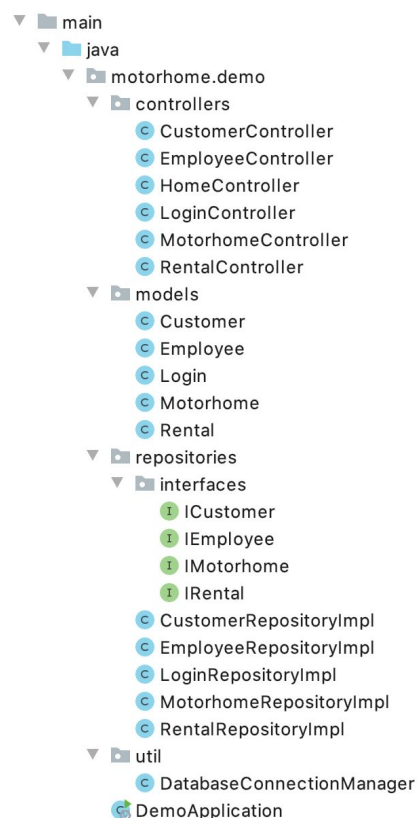 main
java
motorhome.demo
controllers
C CustomerController
C EmployeeController
C HomeController
C LoginController
C MotorhomeController
C RentalController
models
C Customer
C Employee
C Login
C Motorhome
C Rental
repositories
interfaces
I ICustomer
I IEmployee
I IMotorhome
I IRental
C CustomerRepositoryImpl
C EmployeeRepositoryImpl
C LoginRepositoryImpl
C MotorhomeRepositoryImpl
C RentalRepositoryImpl
util
C DatabaseConnectionManager
C DemoApplication